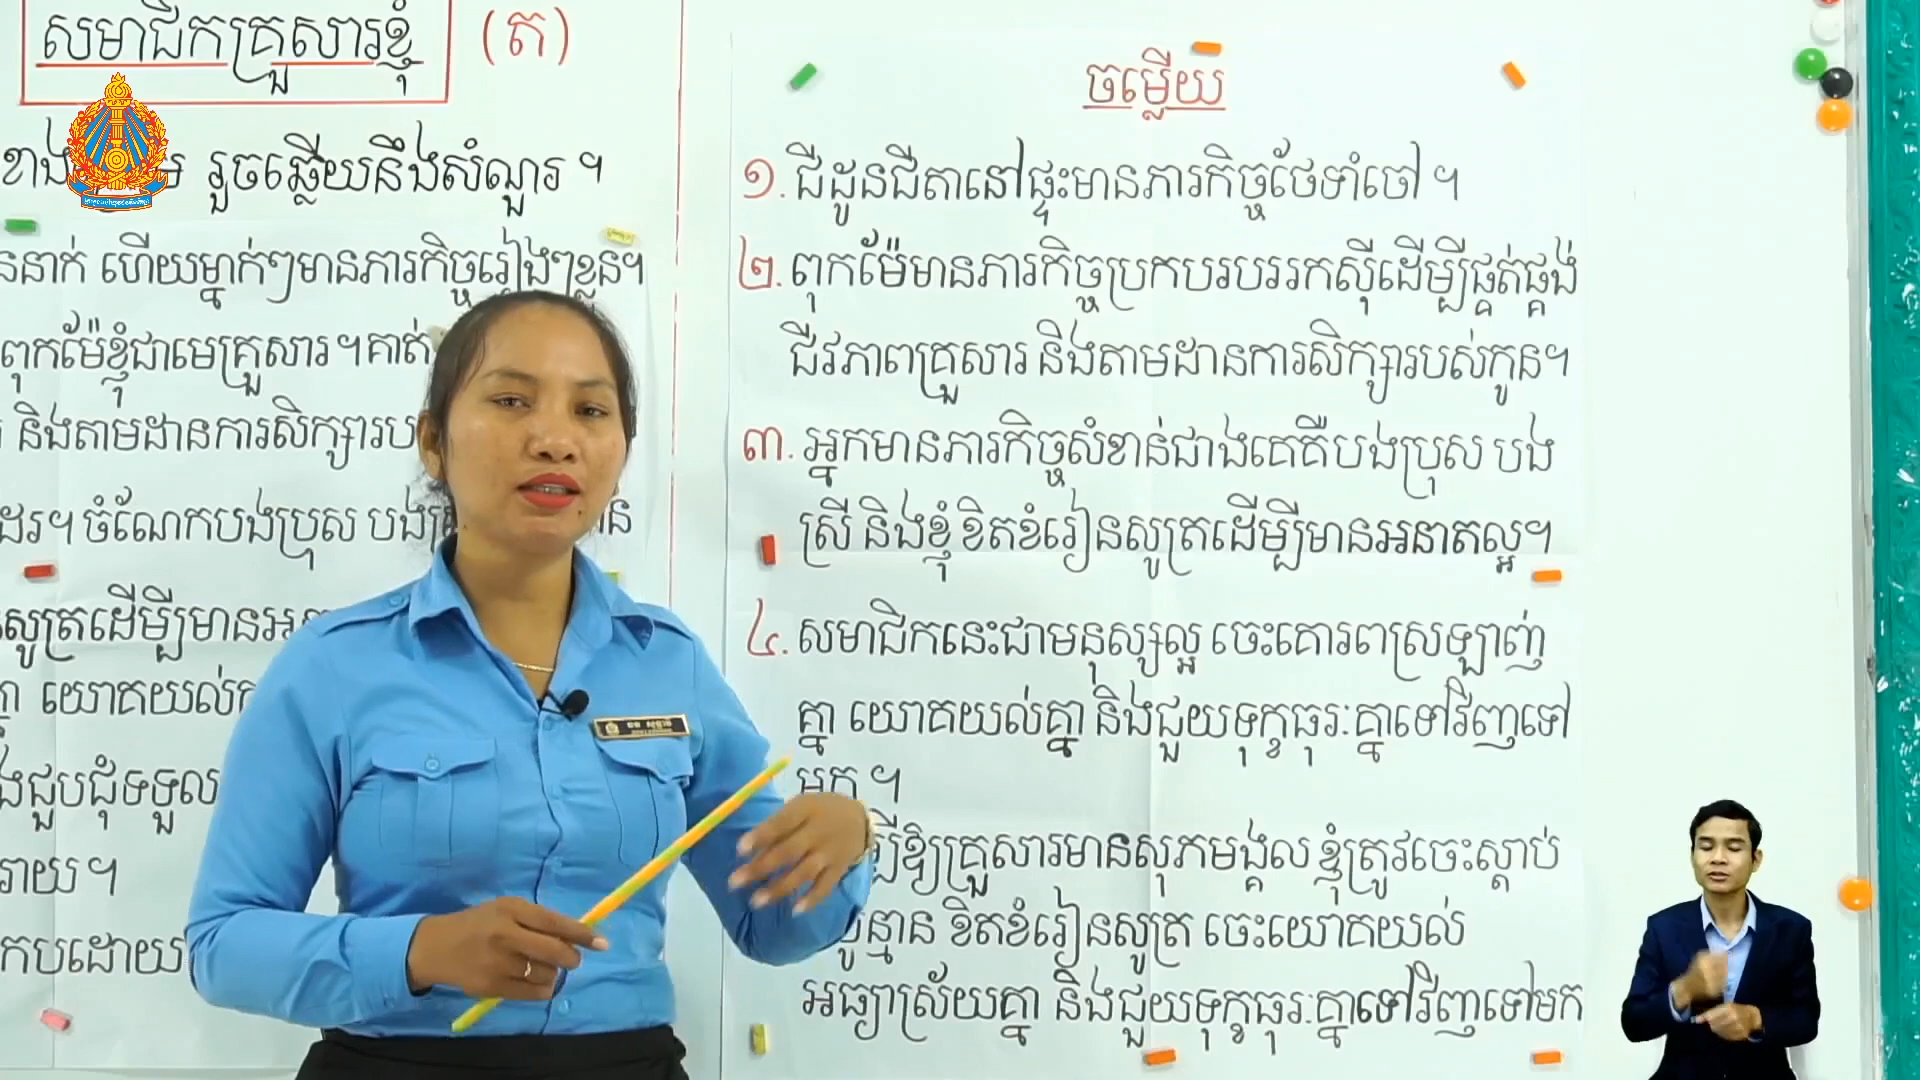 សមាជិកគ្រួសារខ្ញុំ (ត)
រួចឆ្លើយនឹងសំណួរ ។
ហើយម្នាក់ៗមានភារកិច្ចរៀងៗខ្លួន។
ពុកម៉ែខ្ញុំជាមេគ្រួសារ ។ គាត់
និងតាមដានការសិក្សារប
ដែរ។ ចំណែកបងប្រុស
សូត្រដើម្បីមាន
យោគយល់
ជួបជុំទទួល
រាយ ។
កបដោយ
ចម្លើយ
១. ជីដូនជីតានៅផ្ទះមានភារកិច្ចថែទាំចៅ ។
២. ពុកម៉ែមានភារកិច្ចប្រកបរបររកស៊ីដើម្បីផ្គត់ផ្គង់
ជីវភាពគ្រួសារ និងតាមដានការសិក្សារបស់កូន។
៣. អ្នកមានភារកិច្ចសំខាន់ជាងគេគឺបងប្រុស បង
ស្រី និងខ្ញុំ ខិតខំរៀនសូត្រដើម្បីមានអនាគតល្អ។
៤. សមាជិកនេះជាមនុស្សល្អ ចេះគោរពស្រឡាញ់
គ្នា យោគយល់គ្នា និងជួយទុក្ខធុរៈគ្នាទៅវិញទៅ
មក ។
ឱ្យគ្រួសារមានសុភមង្គល ខ្ញុំត្រូវចេះស្តាប់
ខិតខំរៀនសូត្រ ចេះយោគយល់
អធ្យាស្រ័យគ្នា និងជួយទុក្ខធុរៈគ្នាទៅវិញទៅមក